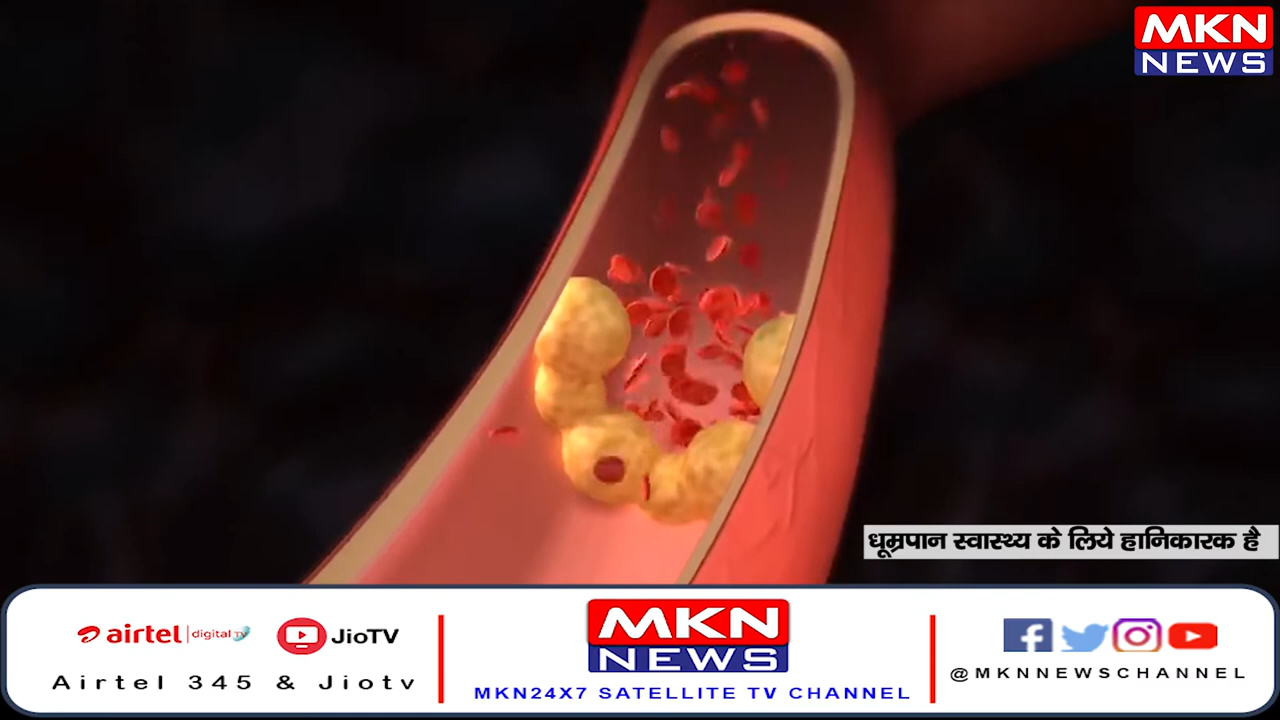 MKN
NEWS
धूम्रपान स्वास्थ्य के लिये हानिकारक है
airtel digital TV
JioTV
Airtel 345 & Jiotv
MKN
NEWS
MKN24X7 SATELLITE TV CHANNEL
@MKNNEWSCHANNEL